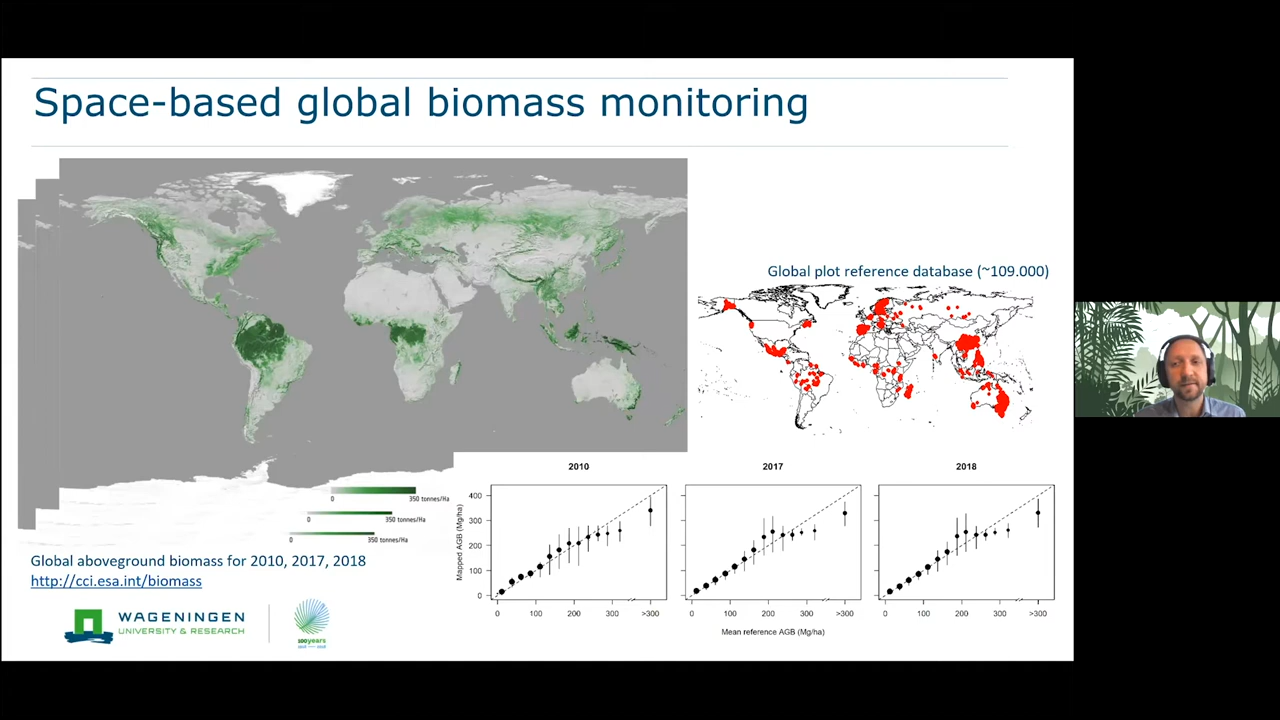 Space-based global biomass monitoring
Global plot reference database (~109.000)
0 350 tonnes/Ha
0 350 tonnes/Ha
0 350 tonnes/Ha
Global aboveground biomass for 2010, 2017, 2018
http://cci.esa.int/biomass
2010 2017 2018
Mapped AGB (Mg/ha)
400
300
200
100
0
0 100 200 300 >300
0 100 200 300 >300
0 100 200 300 >300
Mean reference AGB (Mg/ha)
WAGENINGEN
UNIVERSITY & RESEARCH
100years